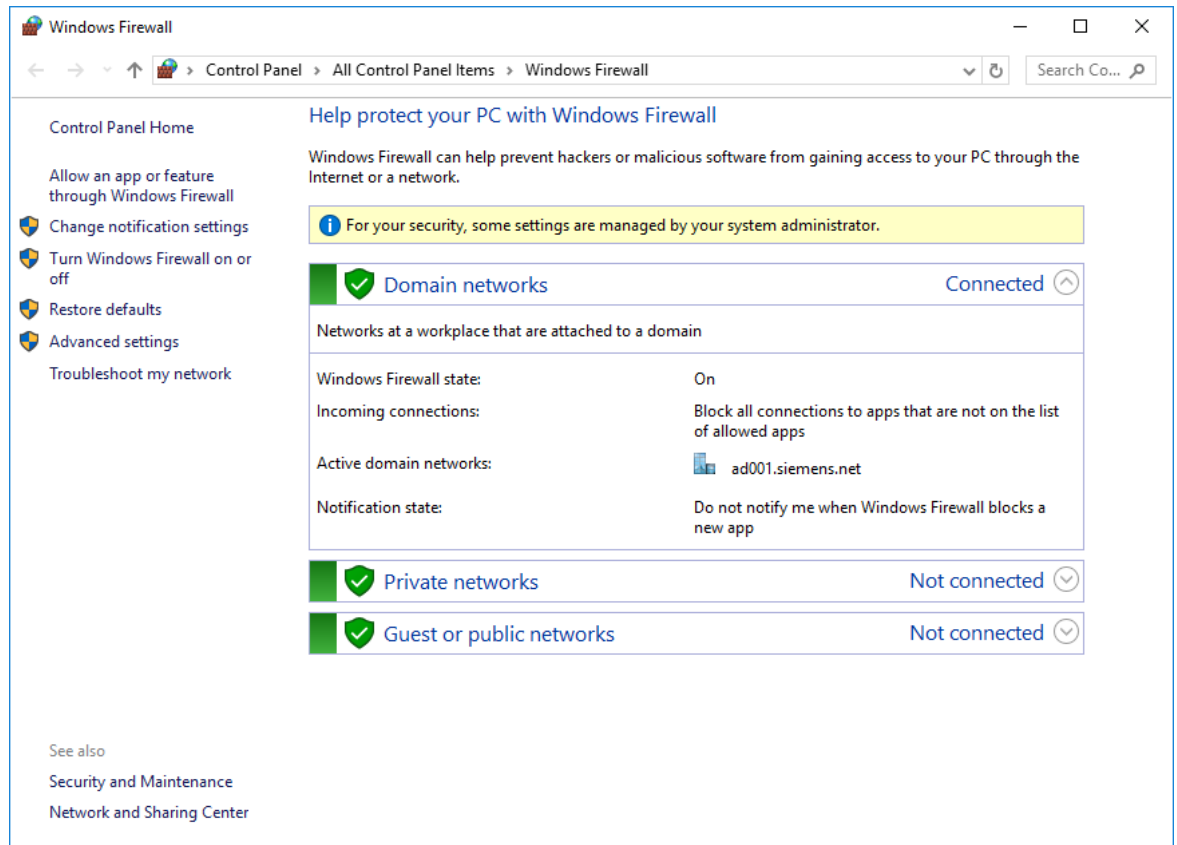 Windows Firewall
Control Panel > All Control Panel Items > Windows Firewall
Search Co...
Control Panel Home
Allow an app or feature
through Windows Firewall
Change notification settings
Turn Windows Firewall on or
off
Restore defaults
Advanced settings
Troubleshoot my network
See also
Security and Maintenance
Network and Sharing Center
Help protect your PC with Windows Firewall
Windows Firewall can help prevent hackers or malicious software from gaining access to your PC through the
Internet or a network.
For your security, some settings are managed by your system administrator.
Domain networks Connected
Networks at a workplace that are attached to a domain
Windows Firewall state: On
Incoming connections: Block all connections to apps that are not on the list
of allowed apps
Active domain networks: ad001.siemens.net
Notification state: Do not notify me when Windows Firewall blocks a
new app
Private networks Not connected
Guest or public networks Not connected